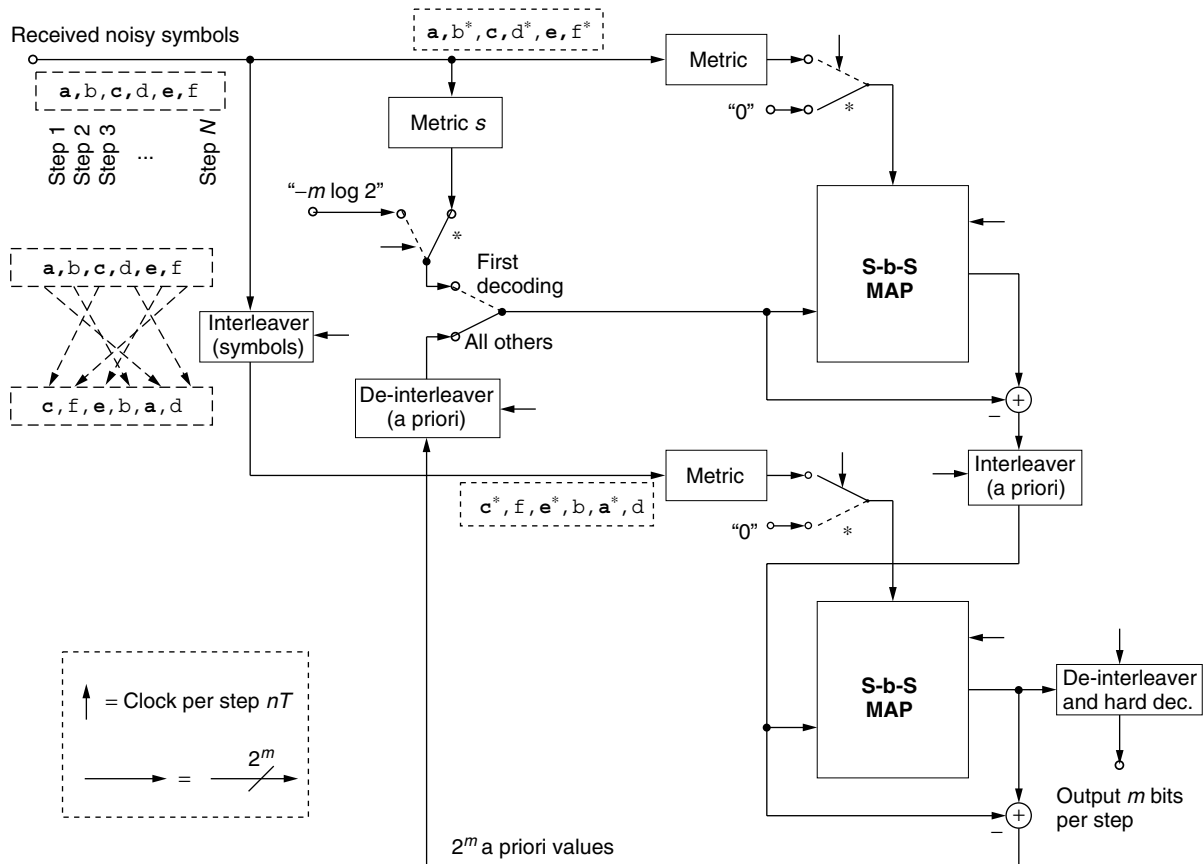 Received noisy symbols
a,b,c,d,e,f
Step 1
Step 2
Step 3
...
Step N
a,b*,c,d*,e,f*
Metric
"0"
*
Metric s
"−m log 2"
*
First
decoding
All others
S-b-S
MAP
a,b,c,d,e,f
c,f,e,b,a,d
Interleaver
(symbols)
De-interleaver
(a priori)
+
−
Interleaver
(a priori)
Metric
c*,f,e*,b,a*,d
"0"
*
S-b-S
MAP
De-interleaver
and hard dec.
Output m bits
per step
+
−
= Clock per step nT
= 2^m
2^m a priori values